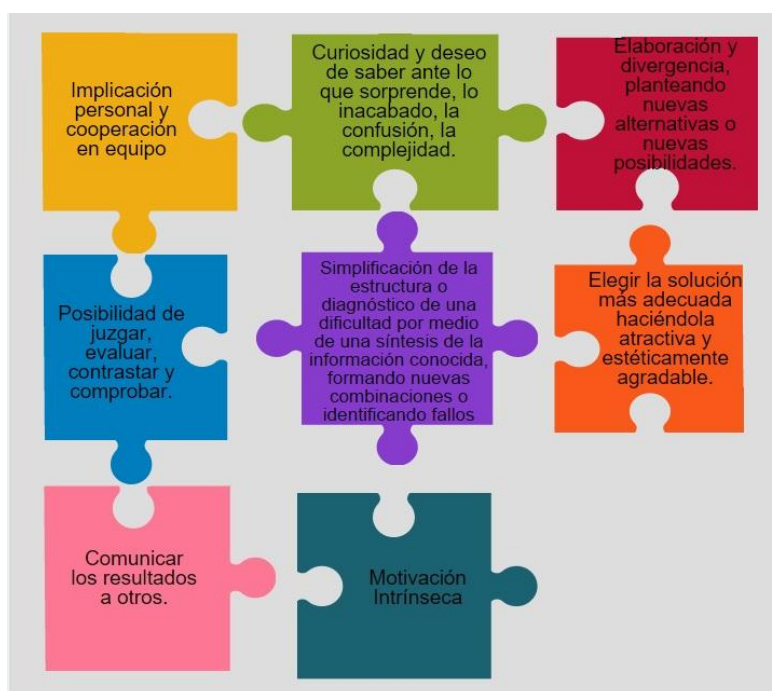 Implicación
personal y
cooperación
en equipo
Curiosidad y deseo
de saber ante lo
que sorprende, lo
inacabado, la
confusión, la
complejidad.
Elaboración y
divergencia,
planteando
nuevas
alternativas o
nuevas
posibilidades.
Posibilidad de
juzgar,
evaluar,
contrastar y
comprobar.
Simplificación de la
estructura o
diagnóstico de una
dificultad por medio
de una síntesis de la
información conocida,
formando nuevas
combinaciones o
identificando fallos
Elegir la solución
más adecuada
haciéndola
atractiva y
estéticamente
agradable.
Comunicar
los resultados
a otros.
Motivación
Intrínseca